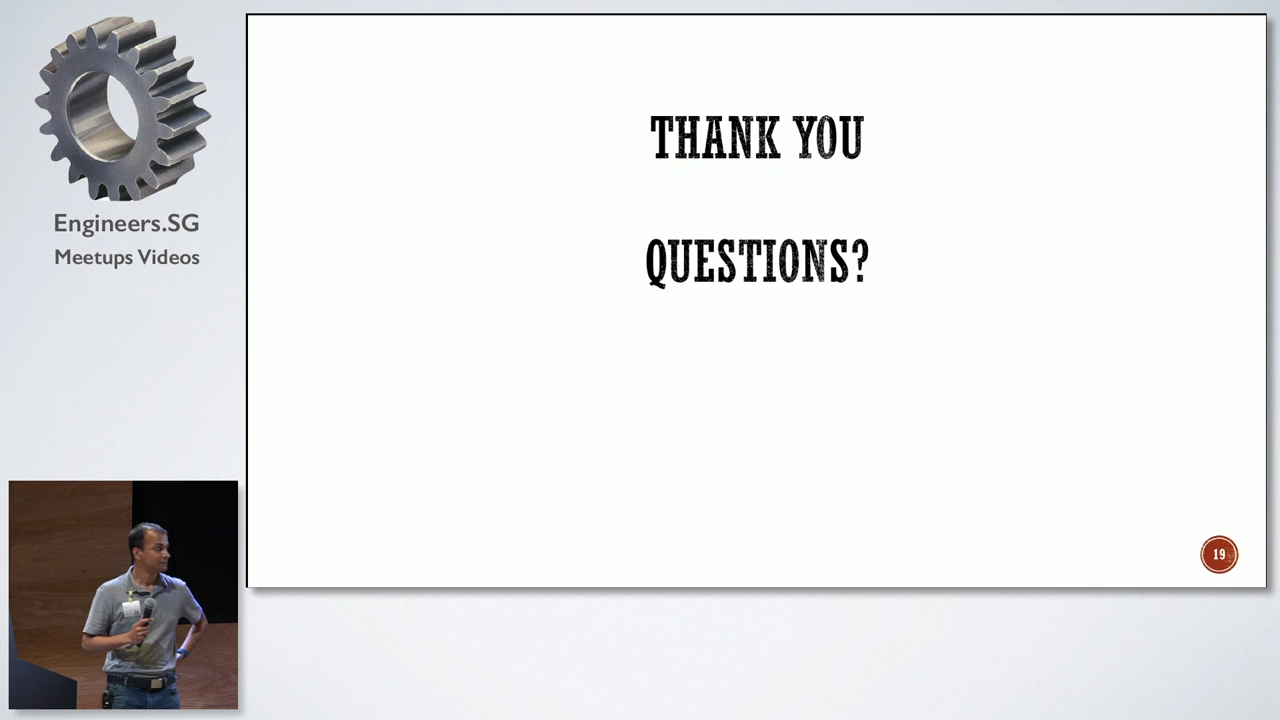 Engineers.SG
Meetups Videos
THANK YOU
QUESTIONS?
19